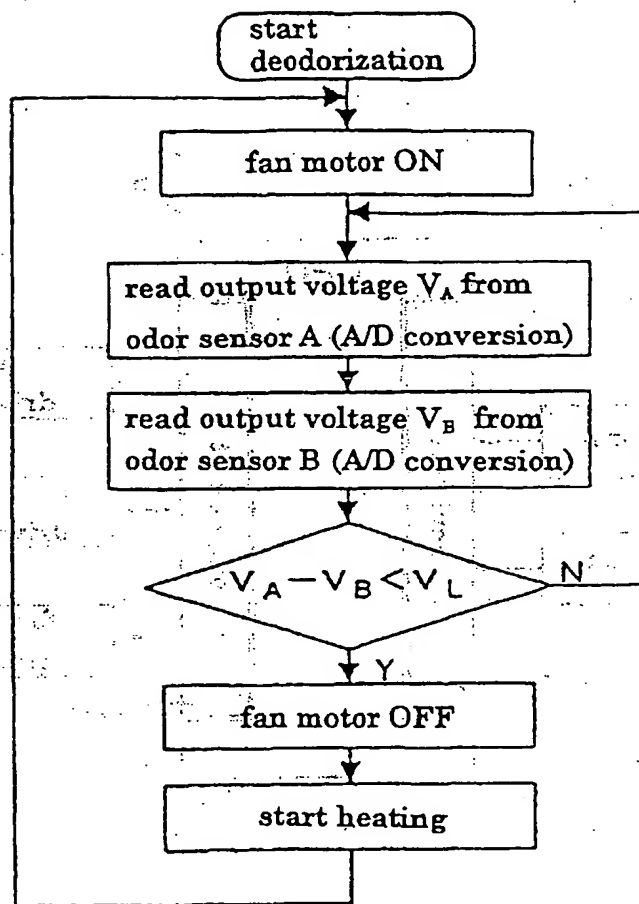 start
deodorization
fan motor ON
read output voltage V_A from
odor sensor A (A/D conversion)
read output voltage V_B from
odor sensor B (A/D conversion)
V_A − V_B < V_L
N
Y
fan motor OFF
start heating